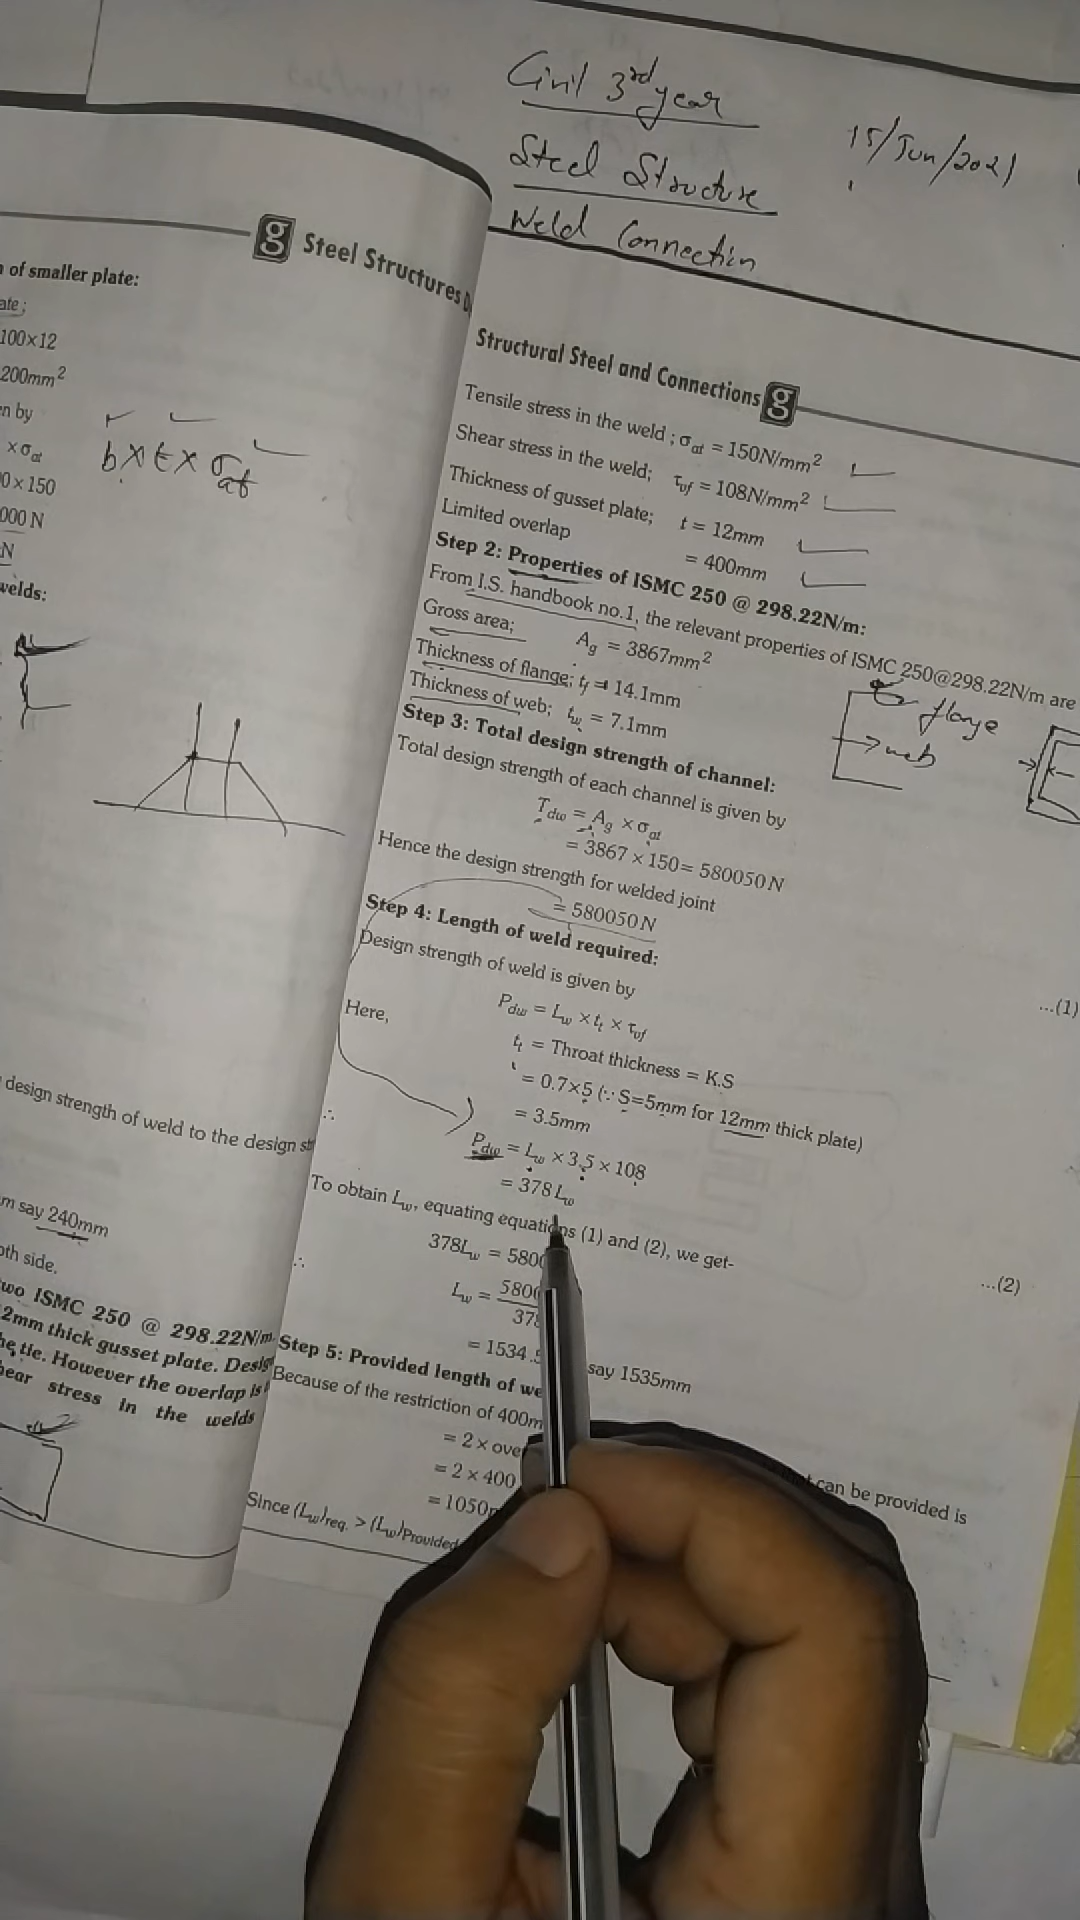 Civil 3rd year
Steel Structure
Weld Connection
15/Jun/2021
g Steel Structures
of smaller plate:
ate;
100×12
200mm²
en by
×σat
0×150
000 N
N
welds:
b×t×σat
design strength of weld to the design
m say 240mm
oth side.
two ISMC 250 @ 298.22N/m.
2mm thick gusset plate. Desig
he tie. However the overlap is
hear stress in the welds
Structural Steel and Connections g
Tensile stress in the weld ; σat = 150N/mm²
Shear stress in the weld; τvf = 108N/mm²
Thickness of gusset plate; t = 12mm
Limited overlap = 400mm
Step 2: Properties of ISMC 250 @ 298.22N/m:
From I.S. handbook no.1, the relevant properties of ISMC 250@298.22N/m are
Gross area; Ag = 3867mm²
Thickness of flange; tf = 14.1mm
Thickness of web; tw = 7.1mm
flange
web
Step 3: Total design strength of channel:
Total design strength of each channel is given by
Tdw = Ag × σat
= 3867 × 150 = 580050 N
Hence the design strength for welded joint
= 580050 N
...(1)
Step 4: Length of weld required:
Design strength of weld is given by
Pdw = Lw × tt × τvf
Here, tt = Throat thickness = K.S
= 0.7×5 (∵ S=5mm for 12mm thick plate)
= 3.5mm
∴ Pdw = Lw × 3.5 × 108
= 378 Lw
...(2)
To obtain Lw, equating equations (1) and (2), we get-
378Lw = 580
∴ Lw = 580
37
= 1534. say 1535mm
Step 5: Provided length of we
Because of the restriction of 400m can be provided is
= 2 × ove
= 2 × 400
= 1050
Since (Lw)req. > (Lw)Provided